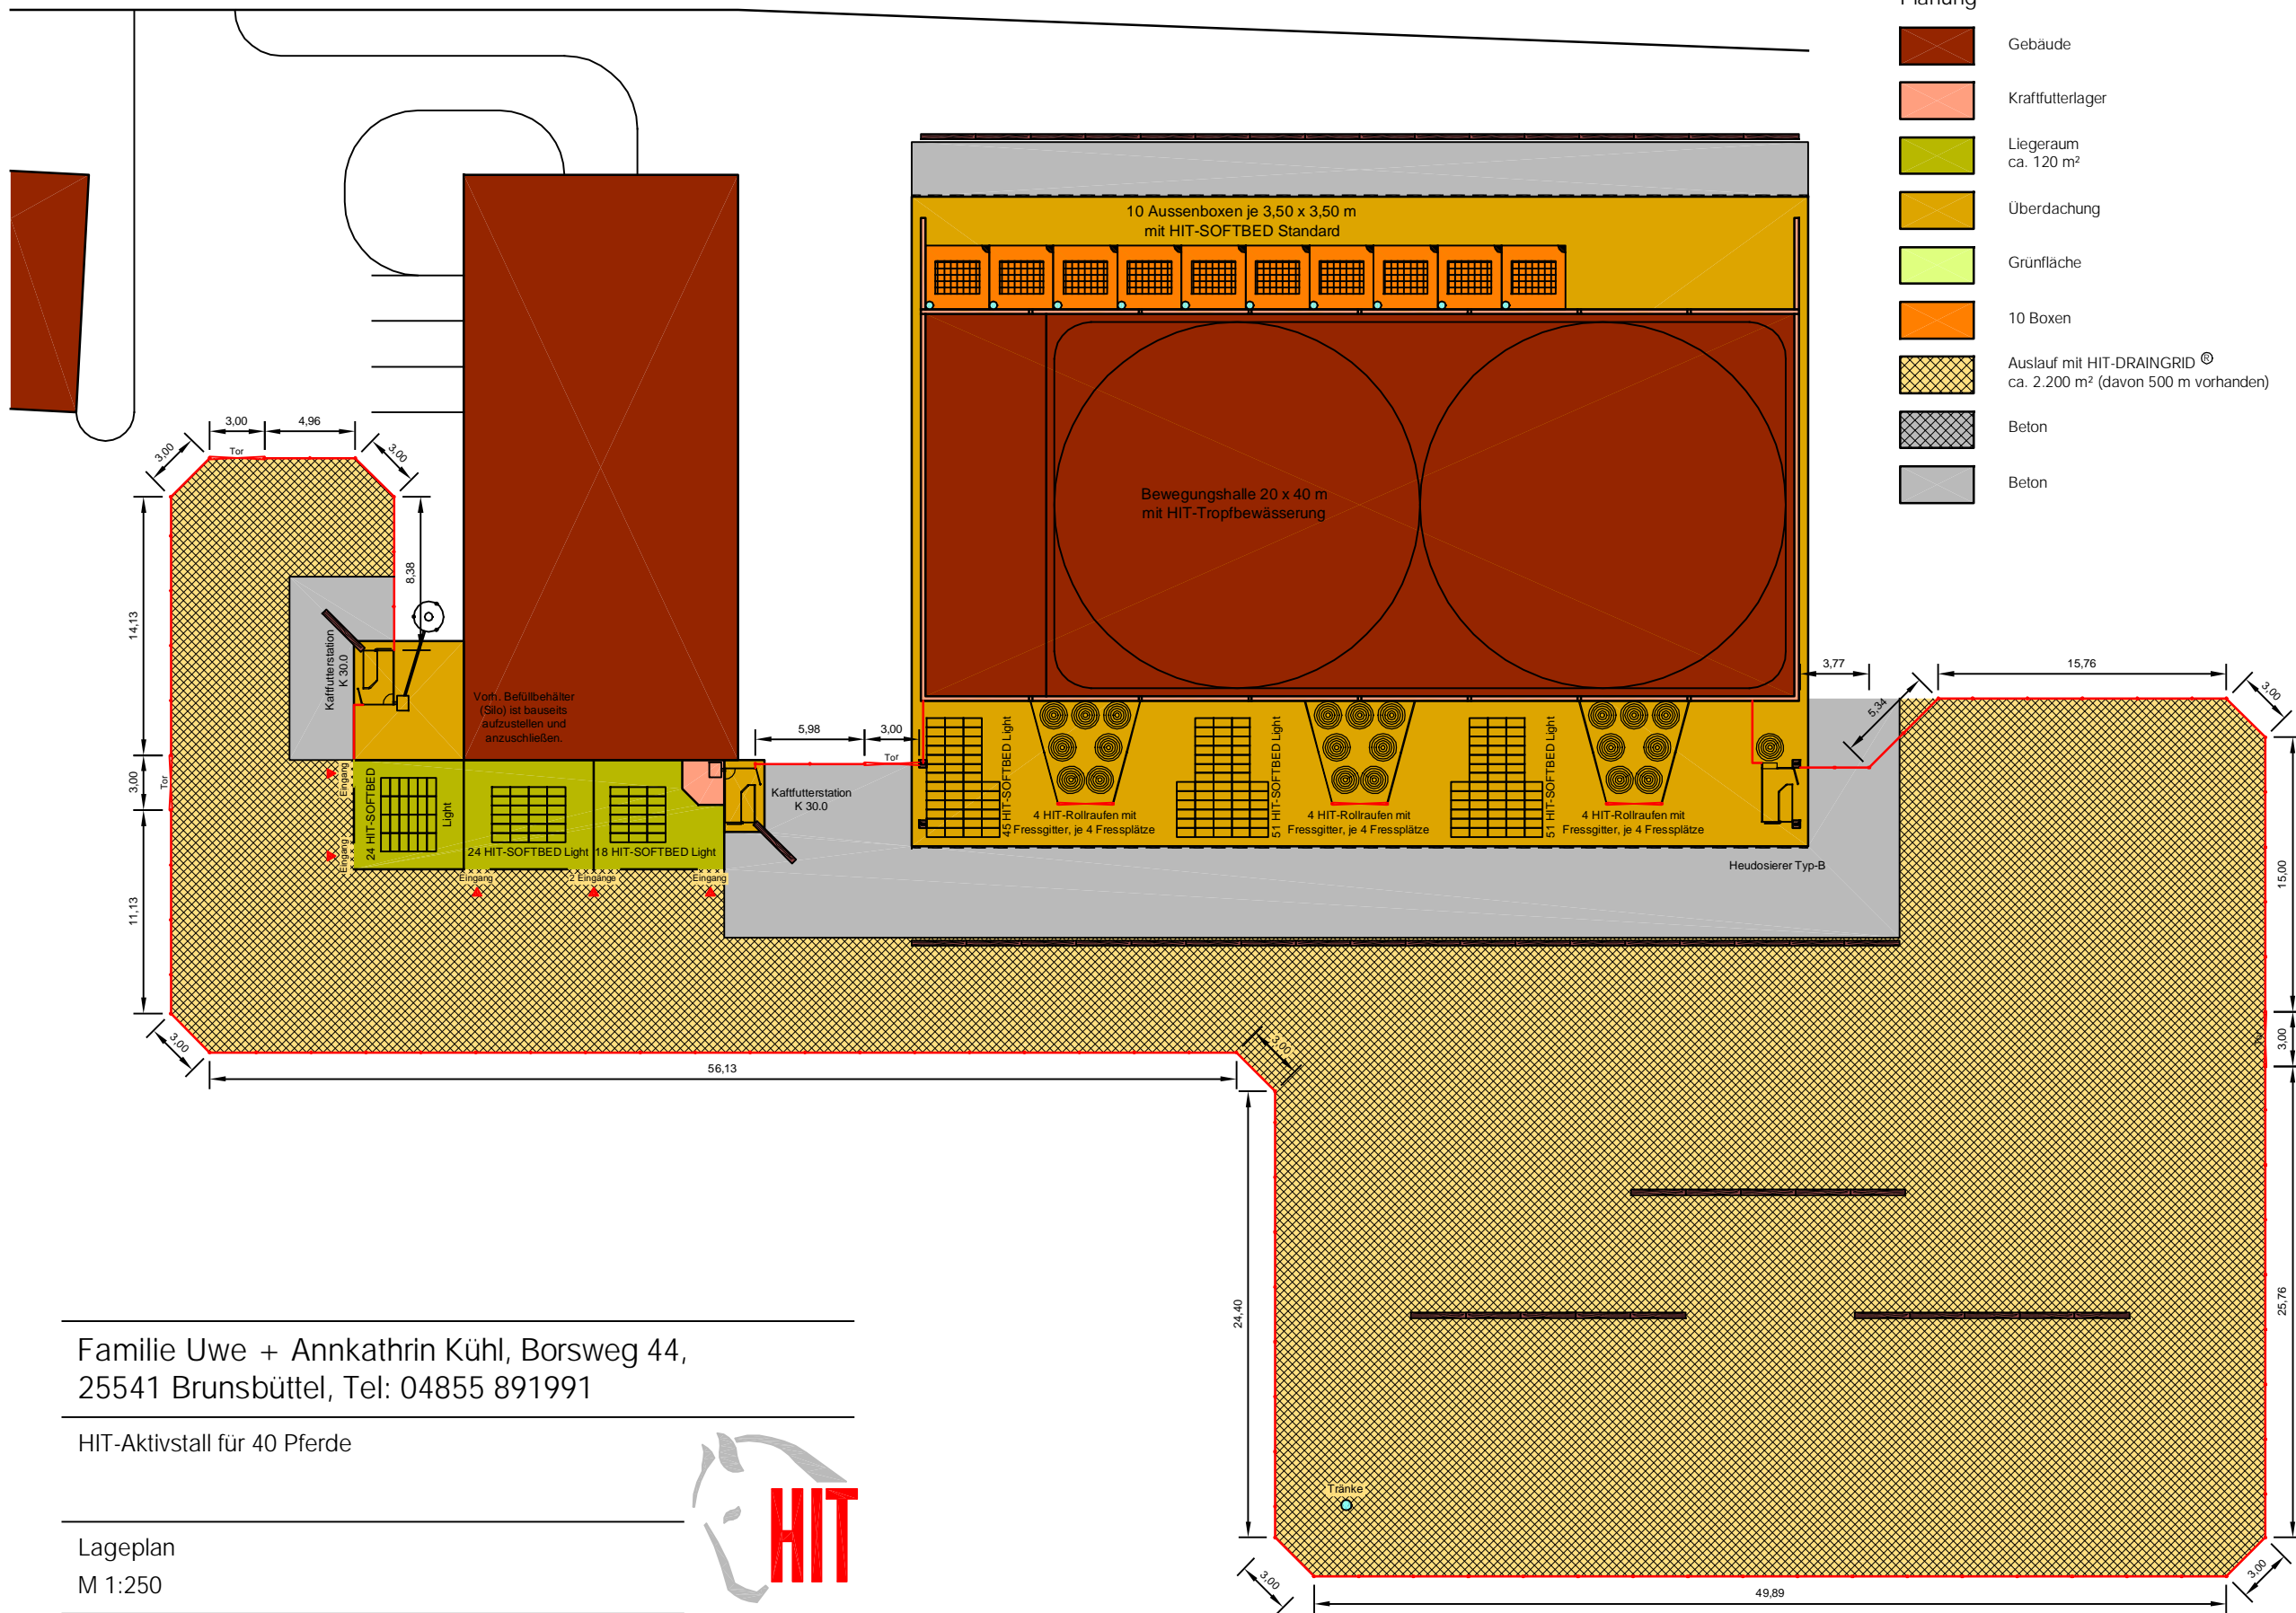 Planung
Gebäude
Kraftfutterlager
Liegeraum
ca. 120 m²
Überdachung
Grünfläche
10 Boxen
Auslauf mit HIT-DRAINGRID ®
ca. 2.200 m² (davon 500 m vorhanden)
Beton
Beton
10 Aussenboxen je 3,50 x 3,50 m
mit HIT-SOFTBED Standard
Bewegungshalle 20 x 40 m
mit HIT-Tropfbewässerung
3,00
4,96
3,00
3,00
Tor
8,38
14,13
3,00
Tor
11,13
3,00
Kaftfutterstation
K 30.0
Vorh. Befüllbehälter
(Silo) ist bauseits
aufzustellen und
anzuschließen.
5,98
3,00
Tor
Kaftfutterstation
K 30.0
Eingang
Eingang
24 HIT-SOFTBED
Light
24 HIT-SOFTBED Light
18 HIT-SOFTBED Light
Eingang
2 Eingänge
Eingang
45 HIT-SOFTBED Light
4 HIT-Rollraufen mit
Fressgitter, je 4 Fressplätze
51 HIT-SOFTBED Light
4 HIT-Rollraufen mit
Fressgitter, je 4 Fressplätze
51 HIT-SOFTBED Light
4 HIT-Rollraufen mit
Fressgitter, je 4 Fressplätze
Heudosierer Typ-B
3,77
5,34
15,76
3,00
15,00
3,00
Tor
25,76
56,13
3,00
24,40
Tränke
3,00
49,89
3,00
Familie Uwe + Annkathrin Kühl, Borsweg 44,
25541 Brunsbüttel, Tel: 04855 891991
HIT-Aktivstall für 40 Pferde
HIT
Lageplan
M 1:250